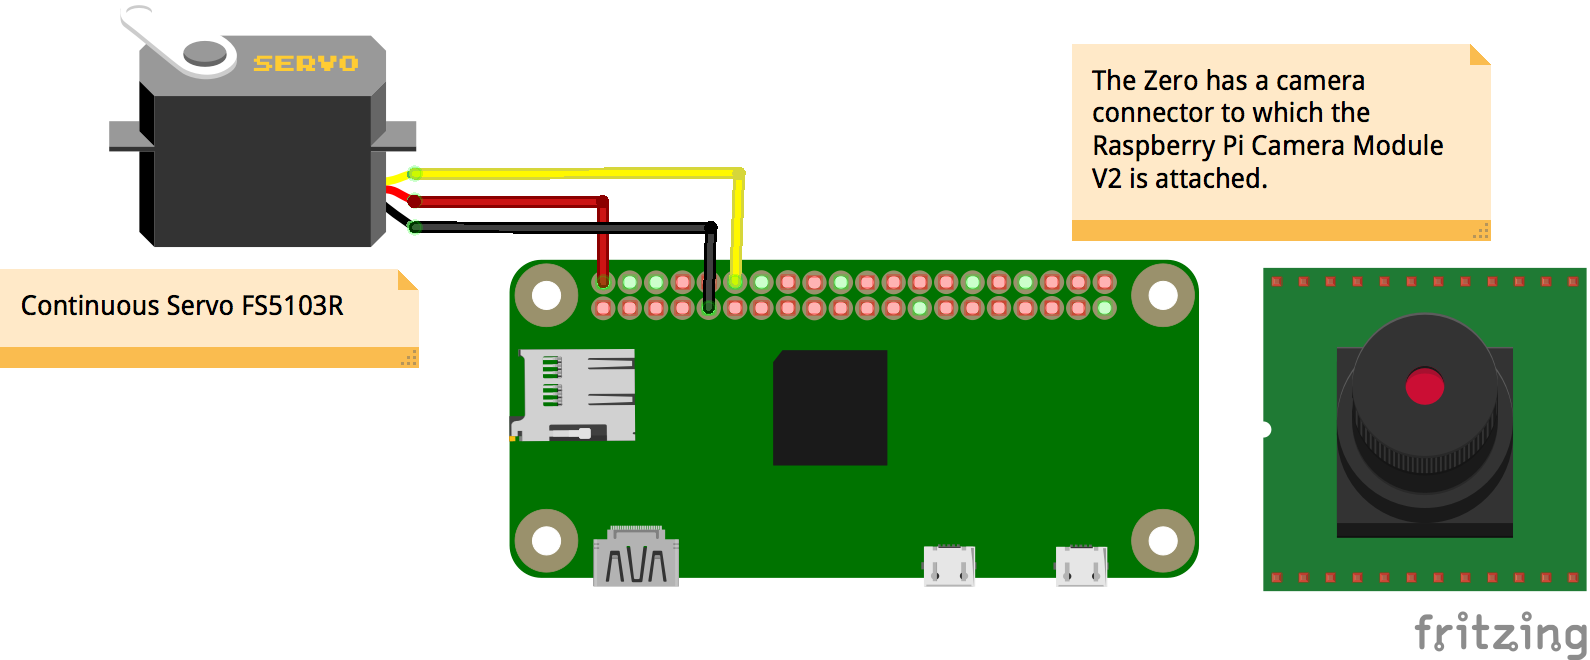 SERVO
The Zero has a camera
connector to which the
Raspberry Pi Camera Module
V2 is attached.
Continuous Servo FS5103R
fritzing